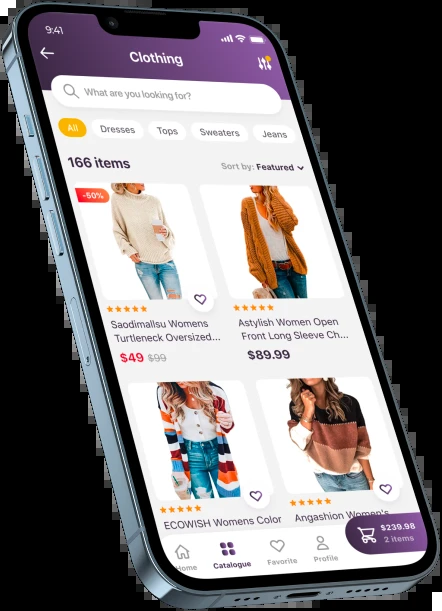 9:41
Clothing
What are you looking for?
All Dresses Tops Sweaters Jeans
166 items Sort by: Featured
-50%
Saodimallsu Womens
Turtleneck Oversized...
$49 $99
Astylish Women Open
Front Long Sleeve Ch...
$89.99
ECOWISH Womens Color
Angashion Women's
Home Catalogue Favorite Profile
$239.98
2 items